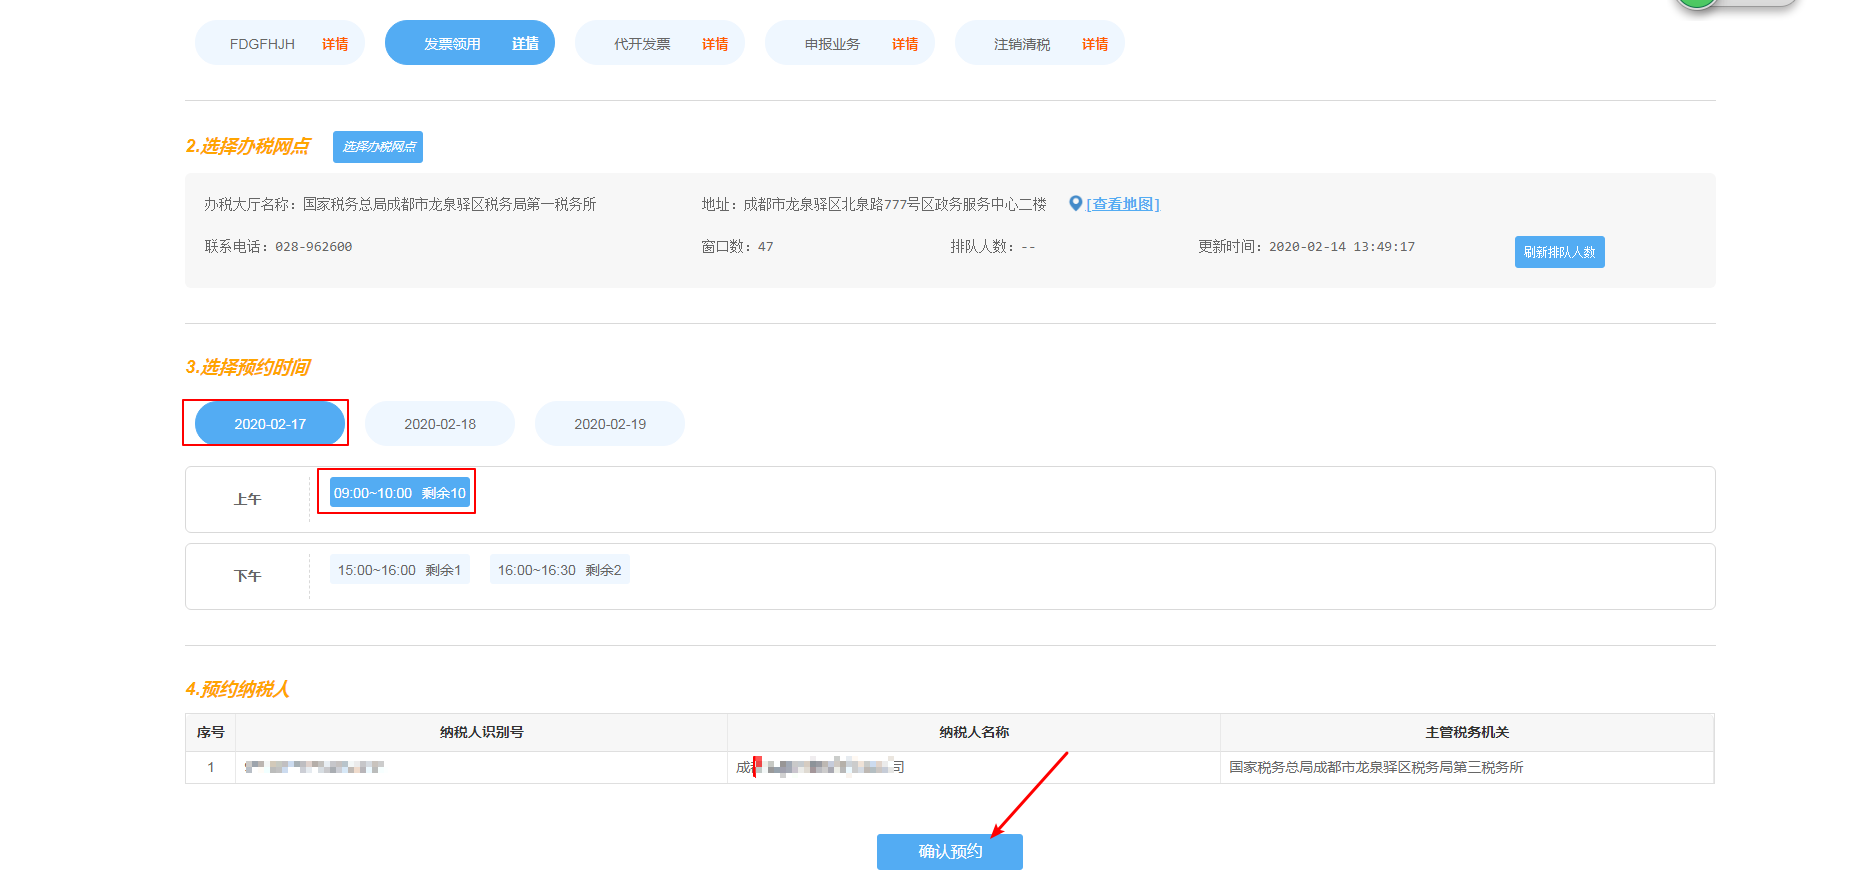 FDGFHJH 详情 发票领用 详情 代开发票 详情 申报业务 详情 注销清税 详情
2.选择办税网点 选择办税网点
办税大厅名称：国家税务总局成都市龙泉驿区税务局第一税务所 地址：成都市龙泉驿区北泉路777号区政务服务中心二楼 [查看地图]
联系电话：028-962600 窗口数：47 排队人数：-- 更新时间：2020-02-14 13:49:17 刷新排队人数
3.选择预约时间
2020-02-17 2020-02-18 2020-02-19
上午 09:00~10:00 剩余10
下午 15:00~16:00 剩余1 16:00~16:30 剩余2
4.预约纳税人
序号 纳税人识别号 纳税人名称 主管税务机关
1 成 司 国家税务总局成都市龙泉驿区税务局第三税务所
确认预约